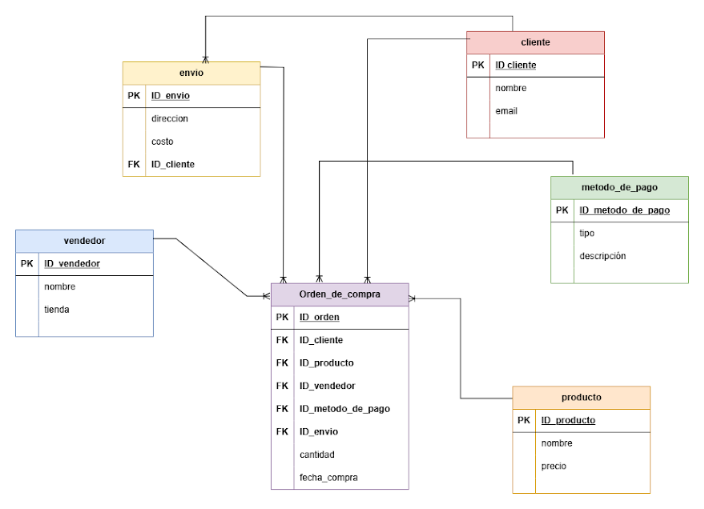 cliente
PK ID cliente
nombre
email
envio
PK ID_envio
direccion
costo
FK ID_cliente
metodo_de_pago
PK ID_metodo_de_pago
tipo
descripción
vendedor
PK ID_vendedor
nombre
tienda
Orden_de_compra
PK ID_orden
FK ID_cliente
FK ID_producto
FK ID_vendedor
FK ID_metodo_de_pago
FK ID_envio
cantidad
fecha_compra
producto
PK ID_producto
nombre
precio